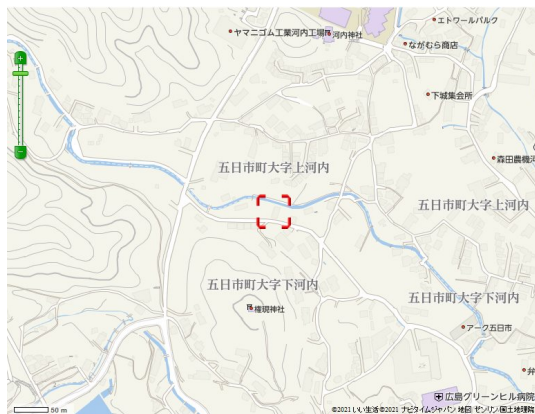 エトワールパルク
ヤマニゴム工業河内工場
河内神社
ながむら商店
下城集会所
森田農機
五日市町大字上河内
五日市町大字上河内
五日市町大字下河内
五日市町大字下河内
権現神社
アーク五日市
弁
広島グリーンヒル病院
50 m
©2021 いい生活 ©2021 ナビタイムジャパン 地図 ゼンリン 国土地理院